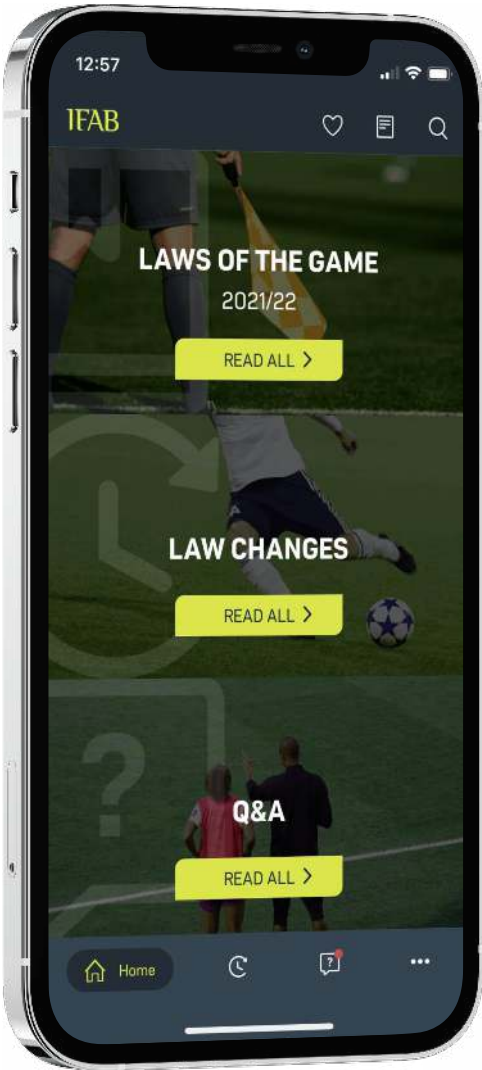 12:57
IFAB
LAWS OF THE GAME
2021/22
READ ALL >
LAW CHANGES
READ ALL >
?
Q&A
READ ALL >
Home
?